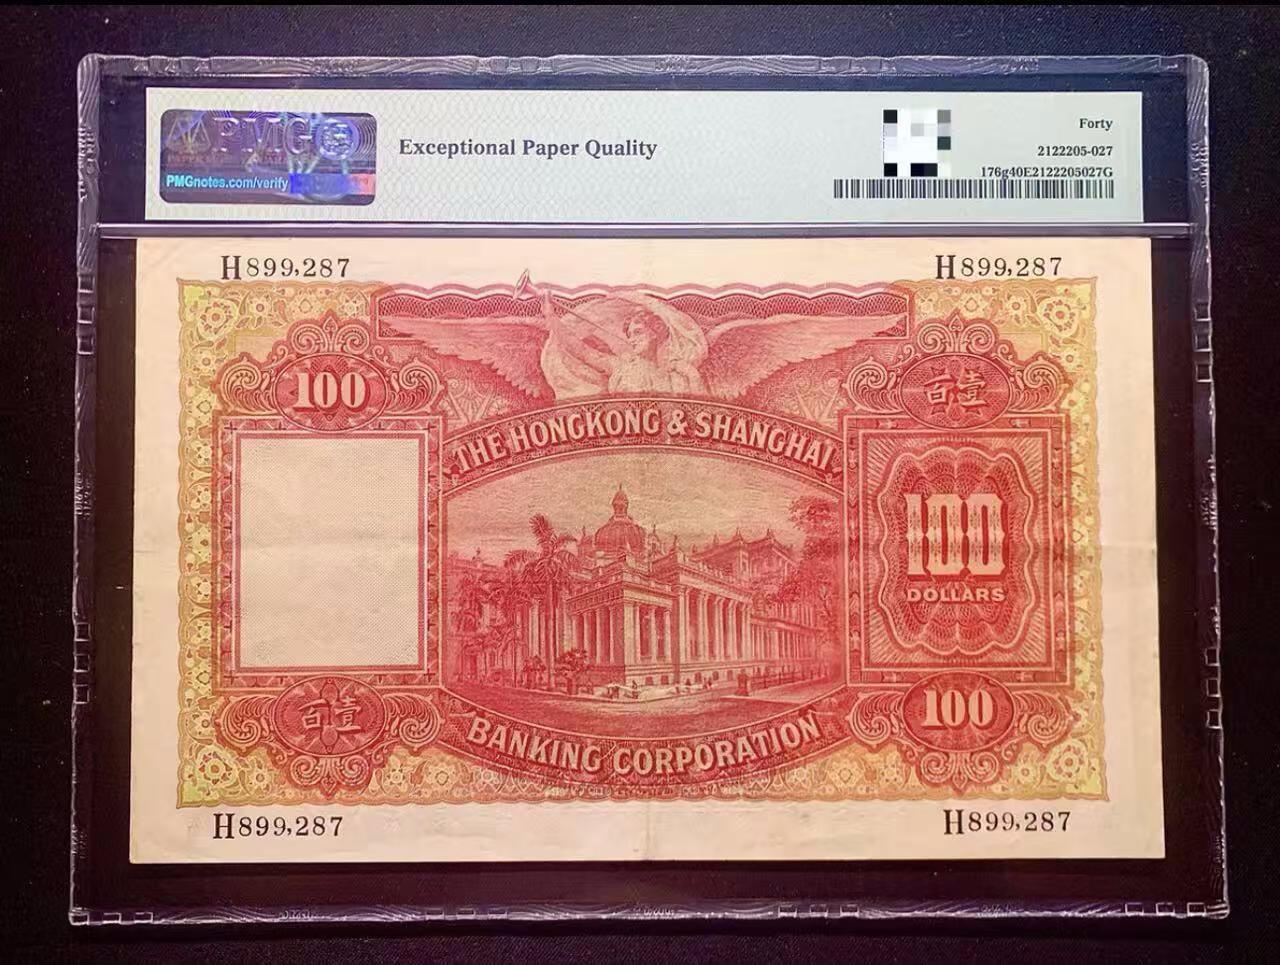 PMG
PMGnotes.com/verify
Exceptional Paper Quality
Forty
2122205-027
176g40E2122205027G
H899,287
H899,287
100
百壹
THE HONGKONG & SHANGHAI
100
DOLLARS
百壹
100
BANKING CORPORATION
H899,287
H899,287